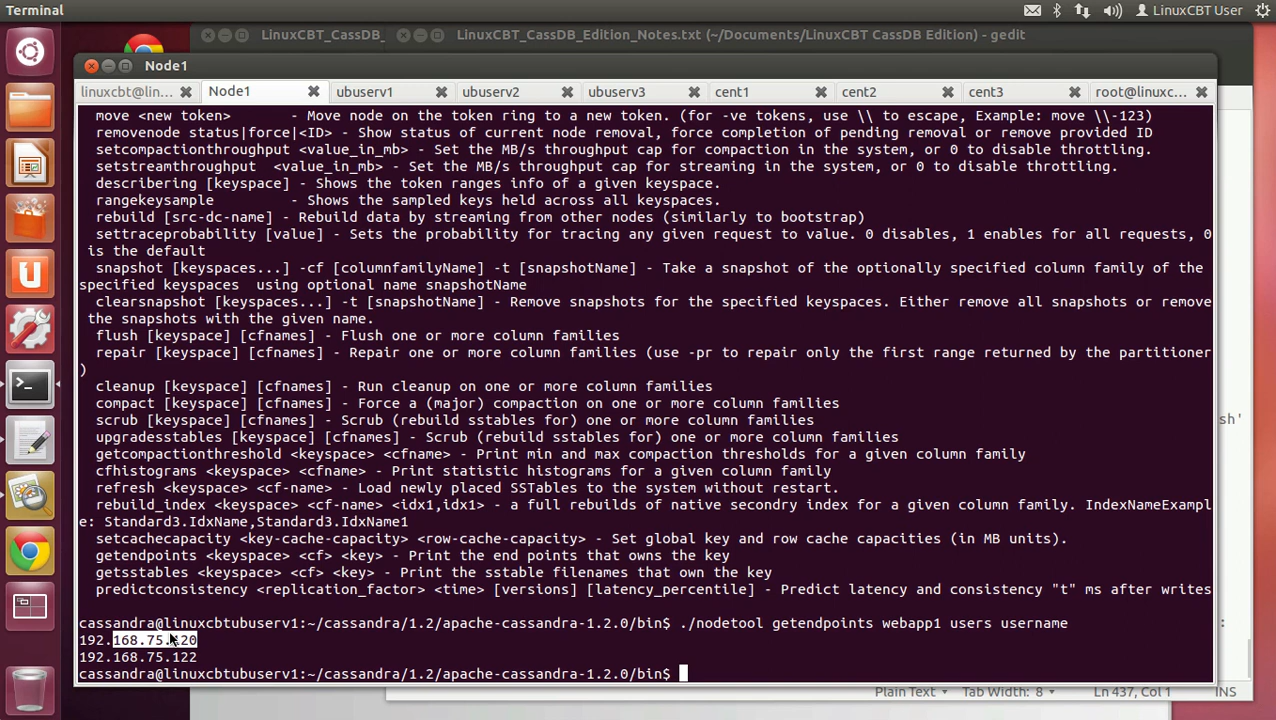 Terminal
LinuxCBT User
LinuxCBT_CassDB_
LinuxCBT_CassDB_Edition_Notes.txt (~/Documents/LinuxCBT CassDB Edition) - gedit
Node1
linuxcbt@lin...
Node1
ubuserv1
ubuserv2
ubuserv3
cent1
cent2
cent3
root@linuxc...
move <new token>       - Move node on the token ring to a new token. (for -ve tokens, use \\ to escape, Example: move \\-123)
removenode status|force|<ID> - Show status of current node removal, force completion of pending removal or remove provided ID
setcompactionthroughput <value_in_mb> - Set the MB/s throughput cap for compaction in the system, or 0 to disable throttling.
setstreamthroughput  <value_in_mb> - Set the MB/s throughput cap for streaming in the system, or 0 to disable throttling.
describering [keyspace] - Shows the token ranges info of a given keyspace.
rangekeysample         - Shows the sampled keys held across all keyspaces.
rebuild [src-dc-name] - Rebuild data by streaming from other nodes (similarly to bootstrap)
settraceprobability [value] - Sets the probability for tracing any given request to value. 0 disables, 1 enables for all requests, 0
is the default
snapshot [keyspaces...] -cf [columnfamilyName] -t [snapshotName] - Take a snapshot of the optionally specified column family of the
specified keyspaces  using optional name snapshotName
clearsnapshot [keyspaces...] -t [snapshotName] - Remove snapshots for the specified keyspaces. Either remove all snapshots or remove
the snapshots with the given name.
flush [keyspace] [cfnames] - Flush one or more column families
repair [keyspace] [cfnames] - Repair one or more column families (use -pr to repair only the first range returned by the partitioner
)
cleanup [keyspace] [cfnames] - Run cleanup on one or more column families
compact [keyspace] [cfnames] - Force a (major) compaction on one or more column families
scrub [keyspace] [cfnames] - Scrub (rebuild sstables for) one or more column families
sh'
upgradesstables [keyspace] [cfnames] - Scrub (rebuild sstables for) one or more column families
getcompactionthreshold <keyspace> <cfname> - Print min and max compaction thresholds for a given column family
cfhistograms <keyspace> <cfname> - Print statistic histograms for a given column family
refresh <keyspace> <cf-name> - Load newly placed SSTables to the system without restart.
rebuild_index <keyspace> <cf-name> <idx1,idx1> - a full rebuilds of native secondry index for a given column family. IndexNameExampl
e: Standard3.IdxName,Standard3.IdxName1
setcachecapacity <key-cache-capacity> <row-cache-capacity> - Set global key and row cache capacities (in MB units).
getendpoints <keyspace> <cf> <key> - Print the end points that owns the key
getsstables <keyspace> <cf> <key> - Print the sstable filenames that own the key
predictconsistency <replication_factor> <time> [versions] [latency_percentile] - Predict latency and consistency "t" ms after writes
cassandra@linuxcbtubuserv1:~/cassandra/1.2/apache-cassandra-1.2.0/bin$ ./nodetool getendpoints webapp1 users username
:
192.168.75.120
192.168.75.122
cassandra@linuxcbtubuserv1:~/cassandra/1.2/apache-cassandra-1.2.0/bin$
Plain Text
Tab Width: 8
Ln 437, Col 1
INS